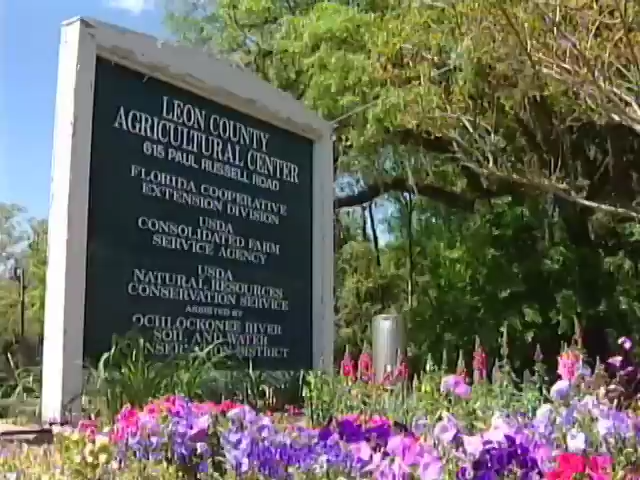 LEON COUNTY
AGRICULTURAL CENTER
615 PAUL RUSSELL ROAD
FLORIDA COOPERATIVE
EXTENSION DIVISION
USDA
CONSOLIDATED FARM
SERVICE AGENCY
USDA
NATURAL RESOURCES
CONSERVATION SERVICE
ASSISTED BY
OCHLOCKONEE RIVER
SOIL AND WATER
CONSERVATION DISTRICT